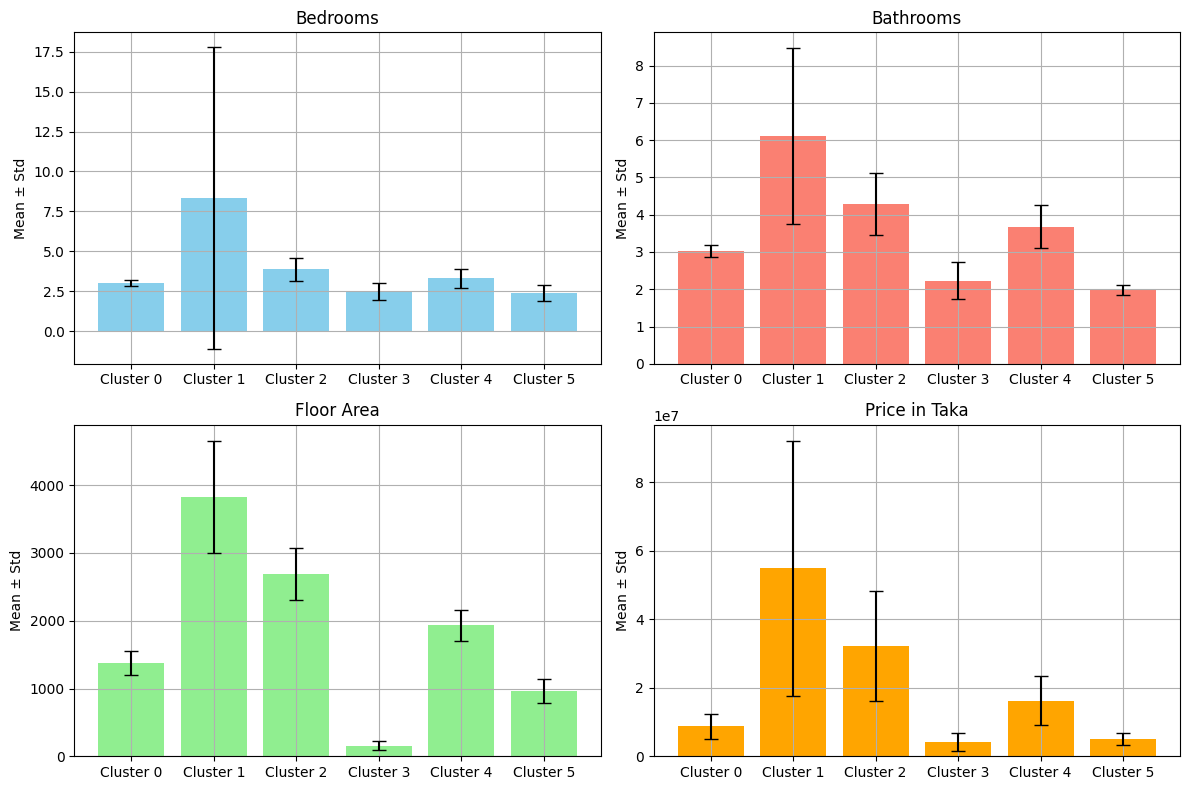 Bedrooms
Mean ± Std
17.5
15.0
12.5
10.0
7.5
5.0
2.5
0.0
Cluster 0 Cluster 1 Cluster 2 Cluster 3 Cluster 4 Cluster 5
Bathrooms
Mean ± Std
8
7
6
5
4
3
2
1
0
Cluster 0 Cluster 1 Cluster 2 Cluster 3 Cluster 4 Cluster 5
Floor Area
Mean ± Std
4000
3000
2000
1000
0
Cluster 0 Cluster 1 Cluster 2 Cluster 3 Cluster 4 Cluster 5
Price in Taka
1e7
Mean ± Std
8
6
4
2
0
Cluster 0 Cluster 1 Cluster 2 Cluster 3 Cluster 4 Cluster 5